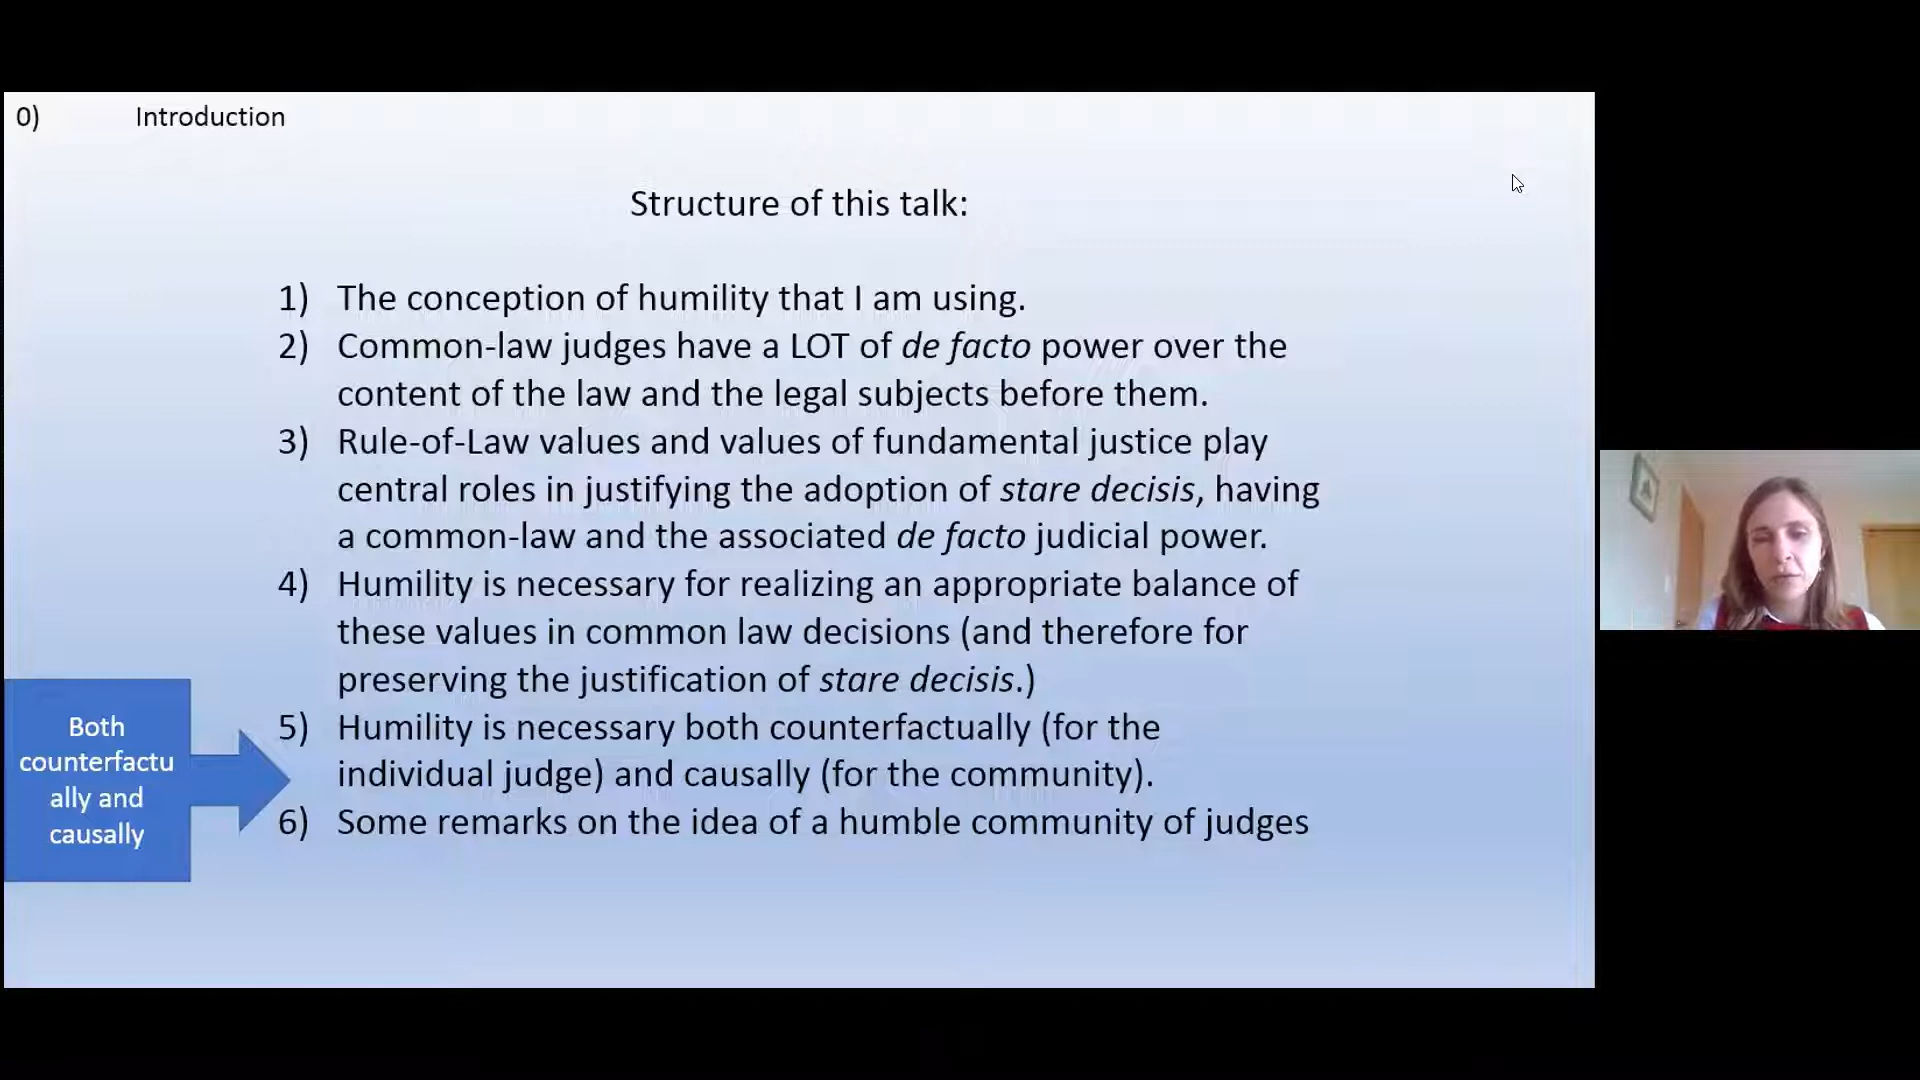 0) Introduction
Structure of this talk:
1) The conception of humility that I am using.
2) Common-law judges have a LOT of de facto power over the
content of the law and the legal subjects before them.
3) Rule-of-Law values and values of fundamental justice play
central roles in justifying the adoption of stare decisis, having
a common-law and the associated de facto judicial power.
4) Humility is necessary for realizing an appropriate balance of
these values in common law decisions (and therefore for
preserving the justification of stare decisis.)
5) Humility is necessary both counterfactually (for the
individual judge) and causally (for the community).
6) Some remarks on the idea of a humble community of judges
Both
counterfactu
ally and
causally